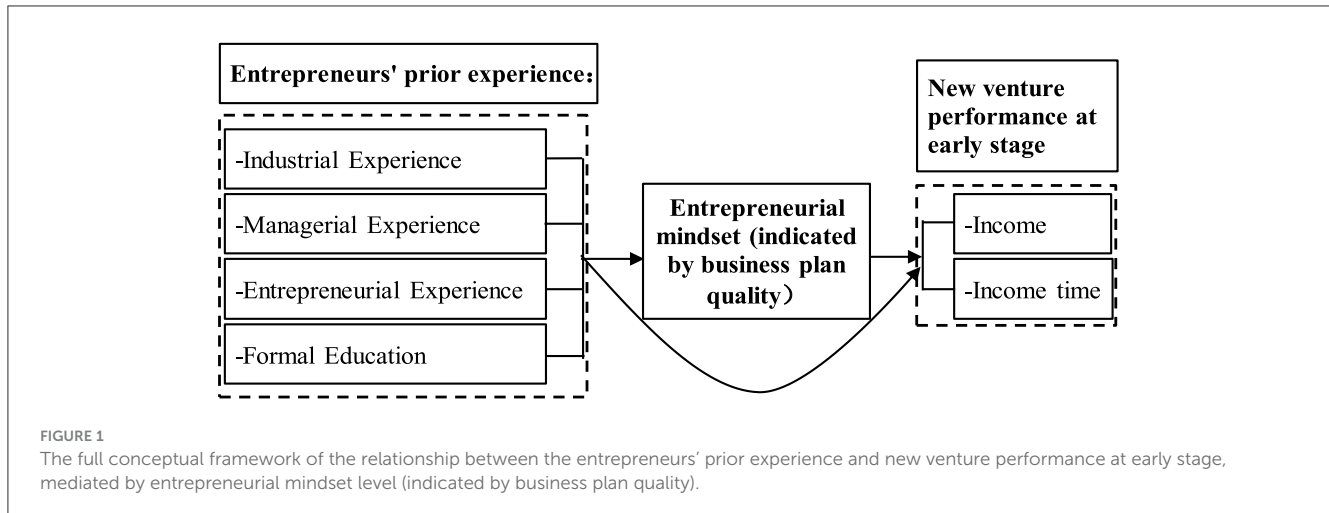 Entrepreneurs' prior experience：
-Industrial Experience
-Managerial Experience
-Entrepreneurial Experience
-Formal Education
Entrepreneurial
mindset (indicated
by business plan
quality）
New venture
performance at
early stage
-Income
-Income time
FIGURE 1
The full conceptual framework of the relationship between the entrepreneurs' prior experience and new venture performance at early stage,
mediated by entrepreneurial mindset level (indicated by business plan quality).